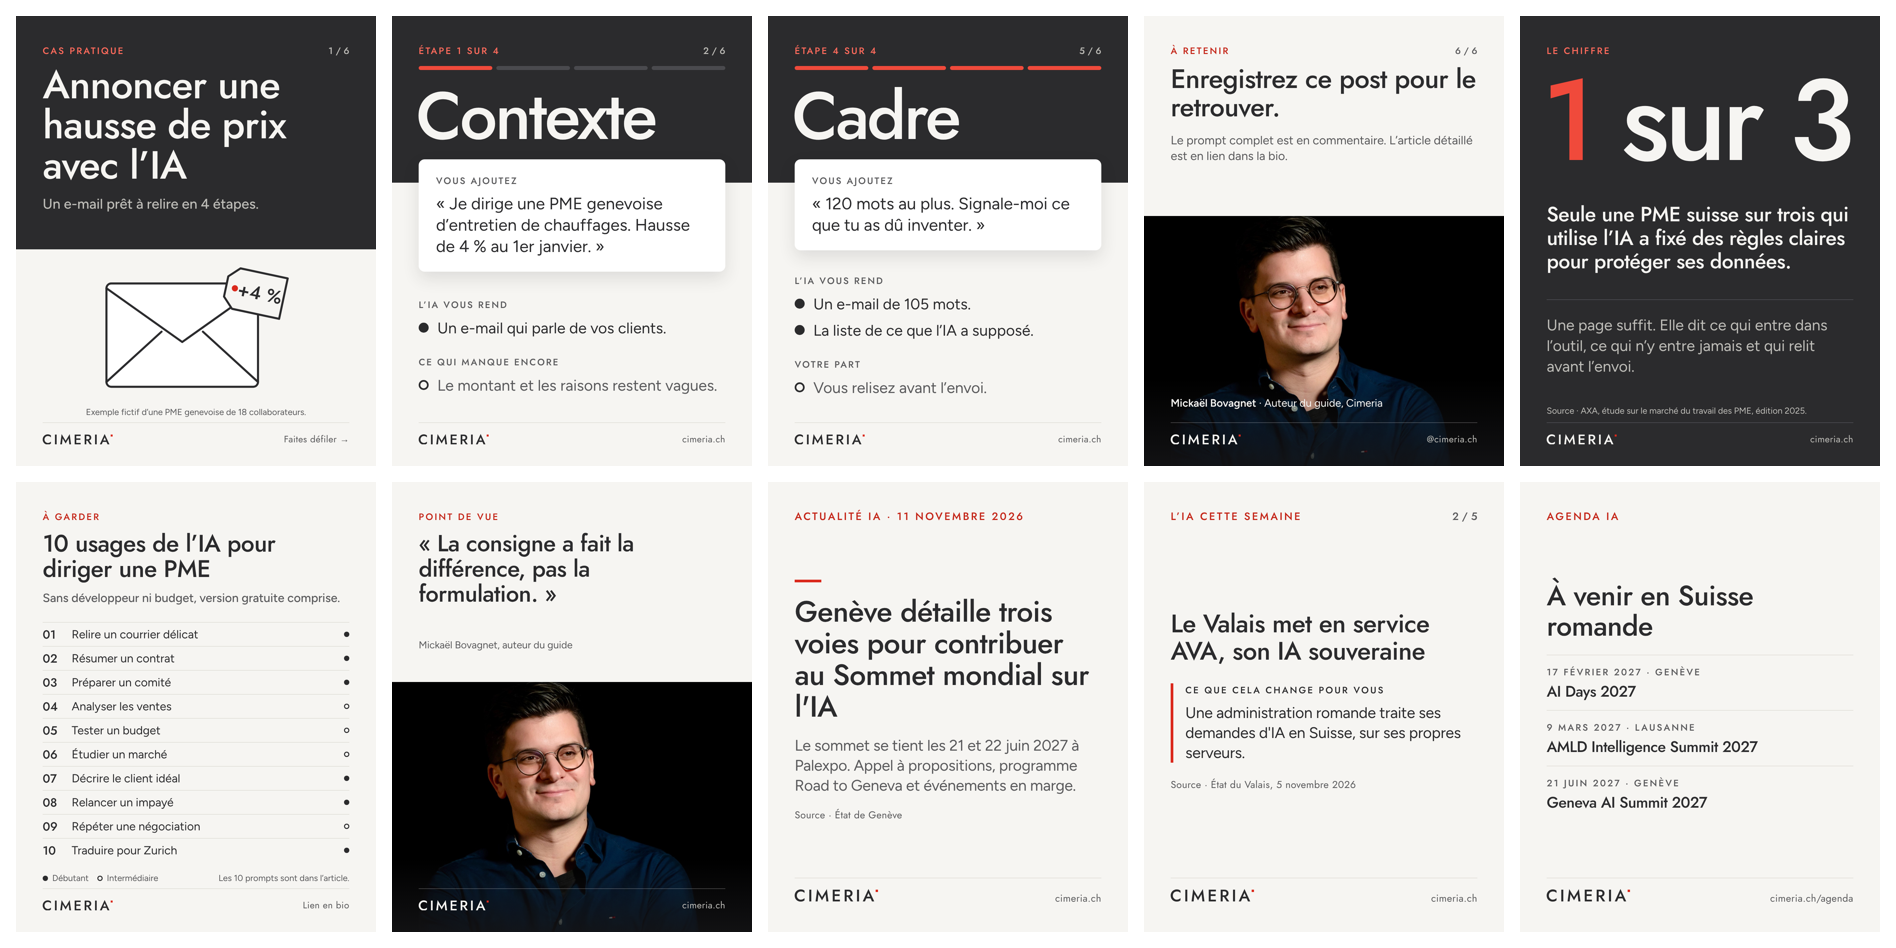 CAS PRATIQUE
1 / 6
Annoncer une
hausse de prix
avec l’IA
Un e-mail prêt à relire en 4 étapes.
+4 %
Exemple fictif d’une PME genevoise de 18 collaborateurs.
CIMERIA
Faites défiler →
ÉTAPE 1 SUR 4
2 / 6
Contexte
VOUS AJOUTEZ
« Je dirige une PME genevoise
d’entretien de chauffages. Hausse
de 4 % au 1er janvier. »
L’IA VOUS REND
Un e-mail qui parle de vos clients.
CE QUI MANQUE ENCORE
Le montant et les raisons restent vagues.
CIMERIA
cimeria.ch
ÉTAPE 4 SUR 4
5 / 6
Cadre
VOUS AJOUTEZ
« 120 mots au plus. Signale-moi ce
que tu as dû inventer. »
L’IA VOUS REND
Un e-mail de 105 mots.
La liste de ce que l’IA a supposé.
VOTRE PART
Vous relisez avant l’envoi.
CIMERIA
cimeria.ch
À RETENIR
6 / 6
Enregistrez ce post pour le
retrouver.
Le prompt complet est en commentaire. L’article détaillé
est en lien dans la bio.
Mickaël Bovagnet · Auteur du guide, Cimeria
CIMERIA
@cimeria.ch
LE CHIFFRE
1 sur 3
Seule une PME suisse sur trois qui
utilise l’IA a fixé des règles claires
pour protéger ses données.
Une page suffit. Elle dit ce qui entre dans
l’outil, ce qui n’y entre jamais et qui relit
avant l’envoi.
Source · AXA, étude sur le marché du travail des PME, édition 2025.
CIMERIA
cimeria.ch
À GARDER
10 usages de l’IA pour
diriger une PME
Sans développeur ni budget, version gratuite comprise.
01 Relire un courrier délicat
02 Résumer un contrat
03 Préparer un comité
04 Analyser les ventes
05 Tester un budget
06 Étudier un marché
07 Décrire le client idéal
08 Relancer un impayé
09 Répéter une négociation
10 Traduire pour Zurich
Débutant Intermédiaire
Les 10 prompts sont dans l’article.
CIMERIA
Lien en bio
POINT DE VUE
« La consigne a fait la
différence, pas la
formulation. »
Mickaël Bovagnet, auteur du guide
CIMERIA
cimeria.ch
ACTUALITÉ IA · 11 NOVEMBRE 2026
Genève détaille trois
voies pour contribuer
au Sommet mondial sur
l'IA
Le sommet se tient les 21 et 22 juin 2027 à
Palexpo. Appel à propositions, programme
Road to Geneva et événements en marge.
Source · État de Genève
CIMERIA
cimeria.ch
L’IA CETTE SEMAINE
2 / 5
Le Valais met en service
AVA, son IA souveraine
CE QUE CELA CHANGE POUR VOUS
Une administration romande traite ses
demandes d'IA en Suisse, sur ses propres
serveurs.
Source · État du Valais, 5 novembre 2026
CIMERIA
cimeria.ch
AGENDA IA
À venir en Suisse
romande
17 FÉVRIER 2027 · GENÈVE
AI Days 2027
9 MARS 2027 · LAUSANNE
AMLD Intelligence Summit 2027
21 JUIN 2027 · GENÈVE
Geneva AI Summit 2027
CIMERIA
cimeria.ch/agenda